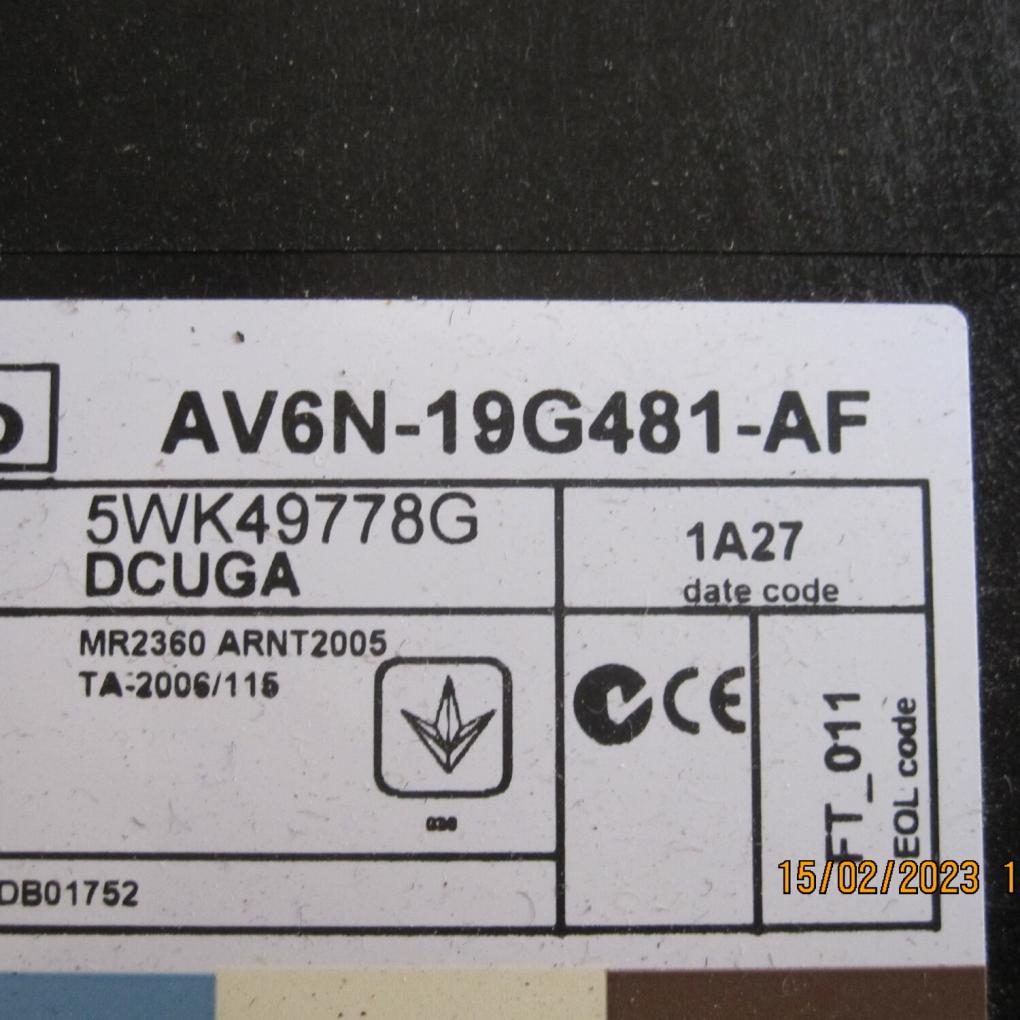 AV6N-19G481-AF
5WK49778G
DCUGA
1A27
date code
MR2360 ARNT2005
TA-2006/115
CE
FT_011
EOL code
DB01752
15/02/2023 1